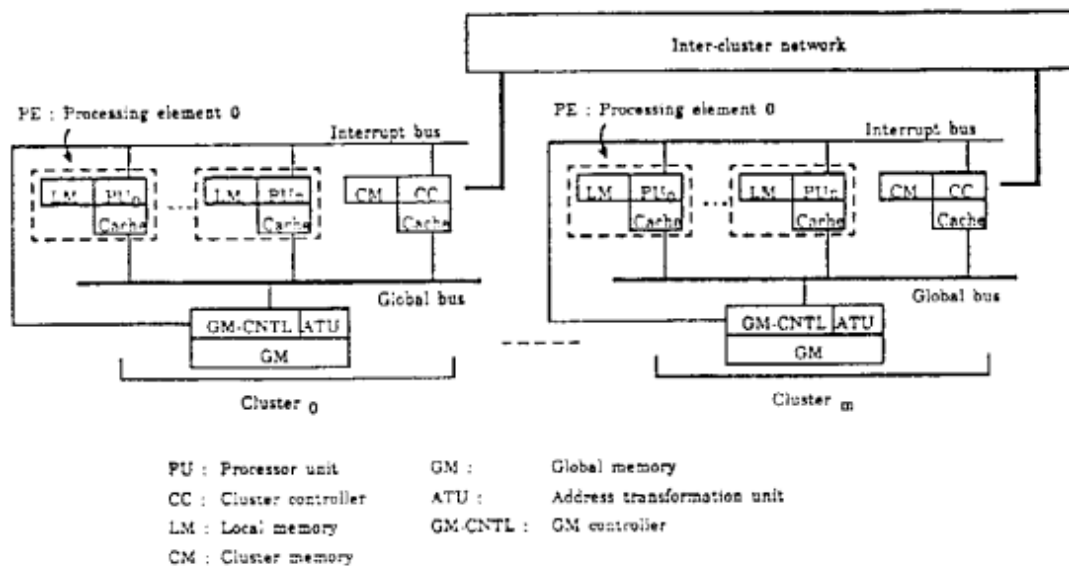 Inter-cluster network
PE : Processing element 0
Interrupt bus
LM PU0 ... LM PUn CM CC
Cache Cache Cache
Global bus
GM-CNTL ATU
GM
Cluster 0
PE : Processing element 0
Interrupt bus
LM PU0 ... LM PUn CM CC
Cache Cache Cache
Global bus
GM-CNTL ATU
GM
Cluster m
PU : Processor unit
CC : Cluster controller
LM : Local memory
CM : Cluster memory
GM : Global memory
ATU : Address transformation unit
GM-CNTL : GM controller